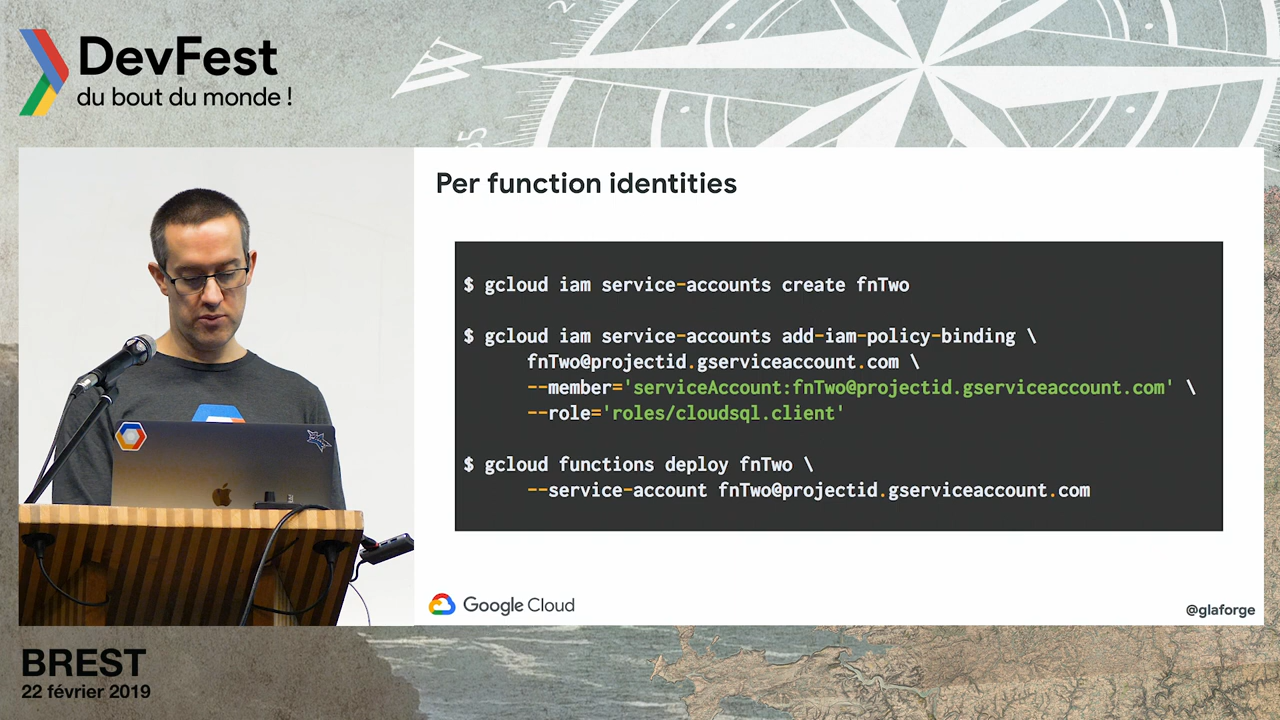 DevFest
du bout du monde !
W
Per function identities
$ gcloud iam service-accounts create fnTwo
$ gcloud iam service-accounts add-iam-policy-binding \
fnTwo@projectid.gserviceaccount.com \
--member='serviceAccount:fnTwo@projectid.gserviceaccount.com' \
--role='roles/cloudsql.client'
$ gcloud functions deploy fnTwo \
--service-account fnTwo@projectid.gserviceaccount.com
Google Cloud
@glaforge
BREST
22 février 2019